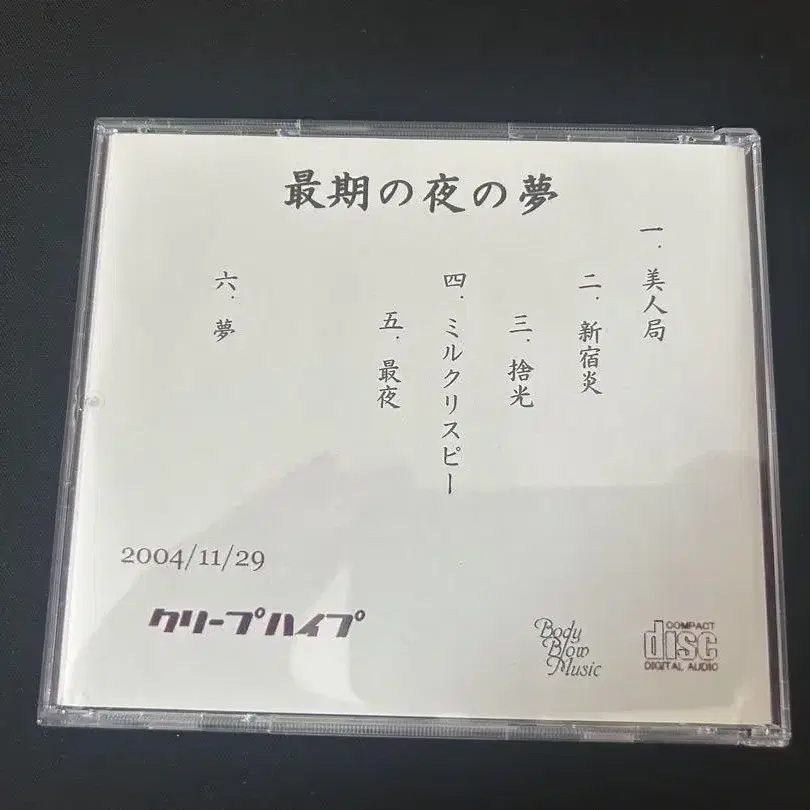 最期の夜の夢
一.美人局
二.新宿炎
三.捨光
四.ミルクリスピー
五.最夜
六.夢
2004/11/29
クリープハイプ
Body
Blow
Music
COMPACT
disc
DIGITAL AUDIO